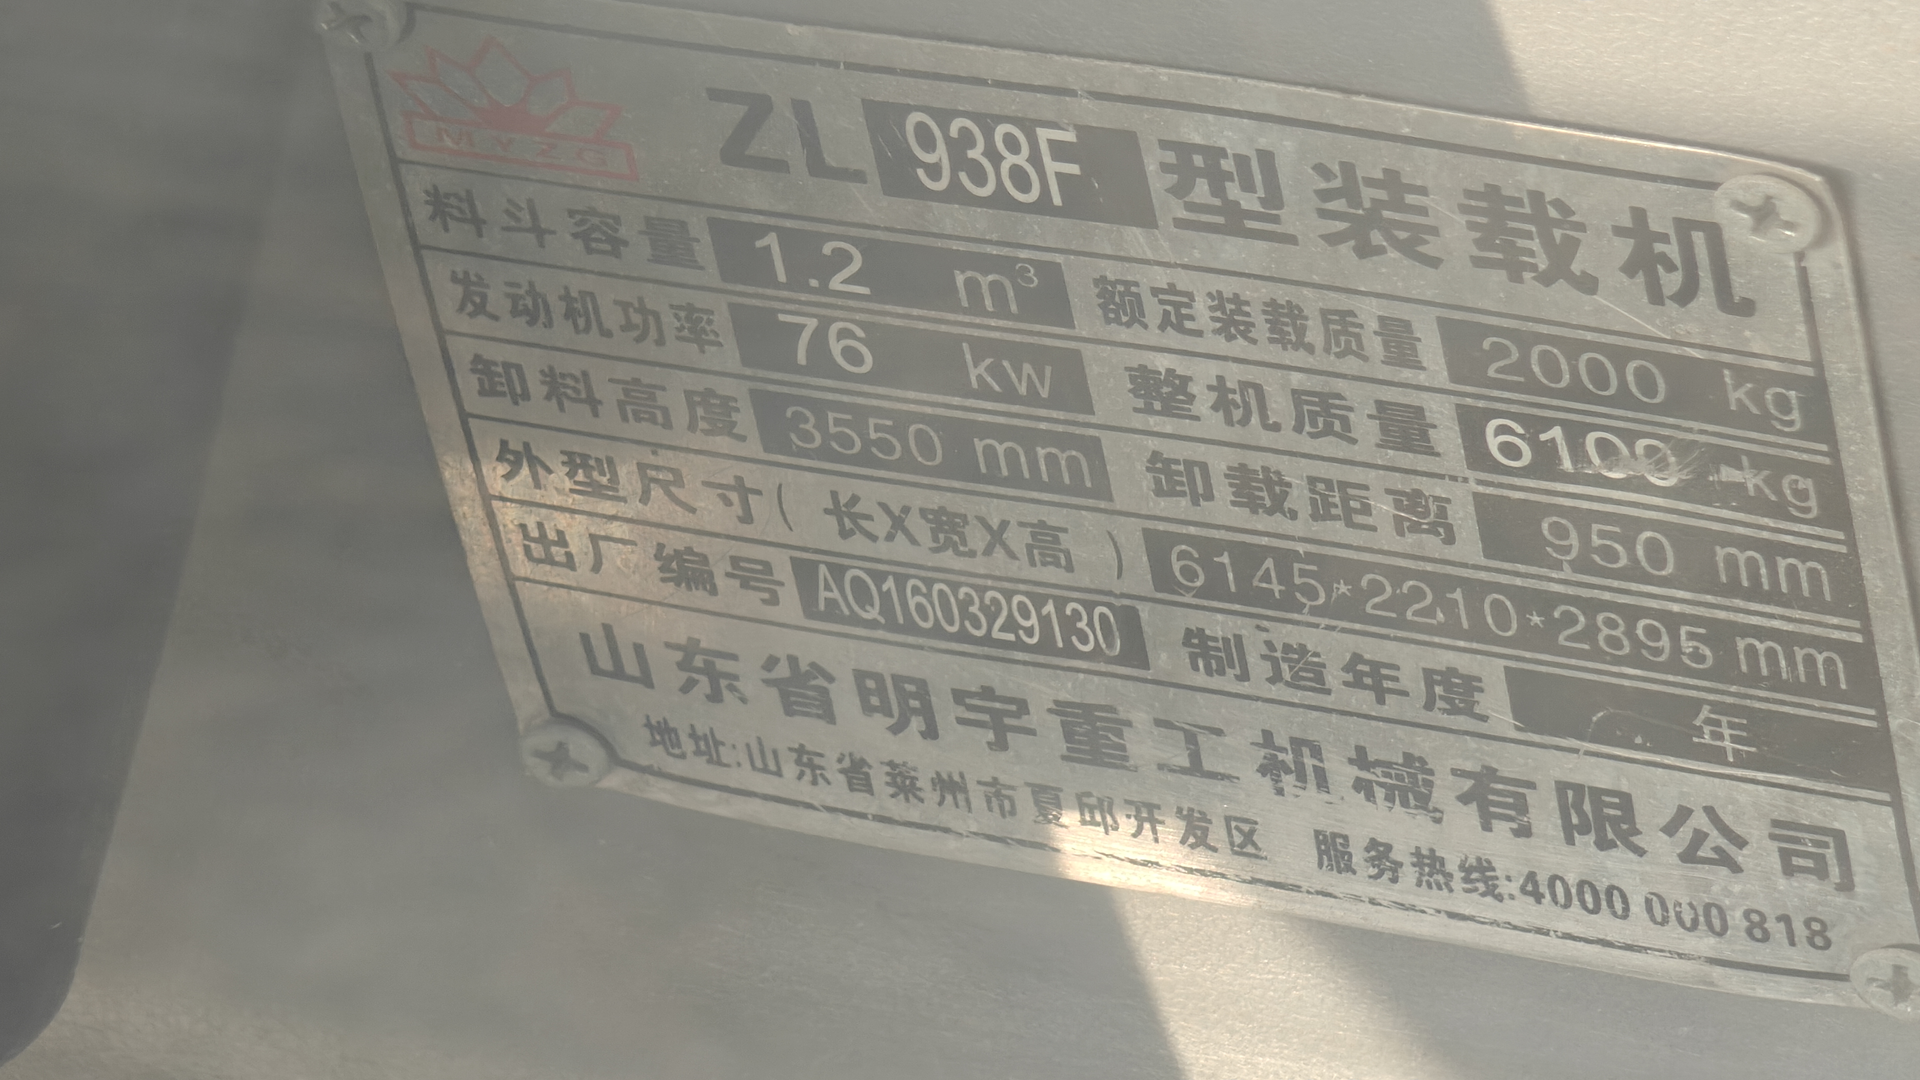 MYZG
ZL 938F 型装载机
料斗容量 1.2 m³ 额定装载质量 2000 kg
发动机功率 76 kw 整机质量 6100 kg
卸料高度 3550 mm 卸载距离 950 mm
外型尺寸(长X宽X高) 6145*2210*2895 mm
出厂编号 AQ160329130 制造年度 年
山东省明宇重工机械有限公司
地址:山东省莱州市夏邱开发区 服务热线:4000 000 818